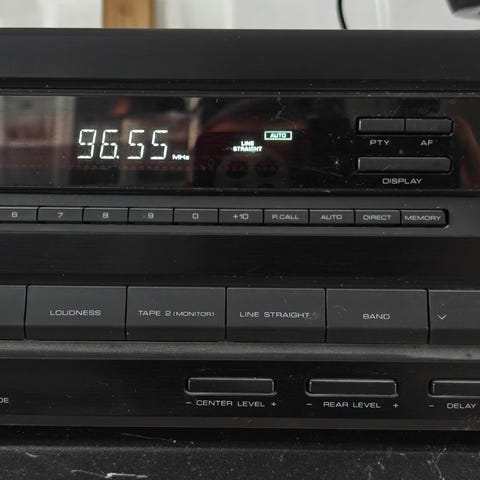 96.55 MHz
AUTO
LINE
STRAIGHT
PTY AF
DISPLAY
6 7 8 9 0 +10 P.CALL AUTO DIRECT MEMORY
LOUDNESS TAPE 2 (MONITOR) LINE STRAIGHT BAND
- CENTER LEVEL + - REAR LEVEL + - DELAY